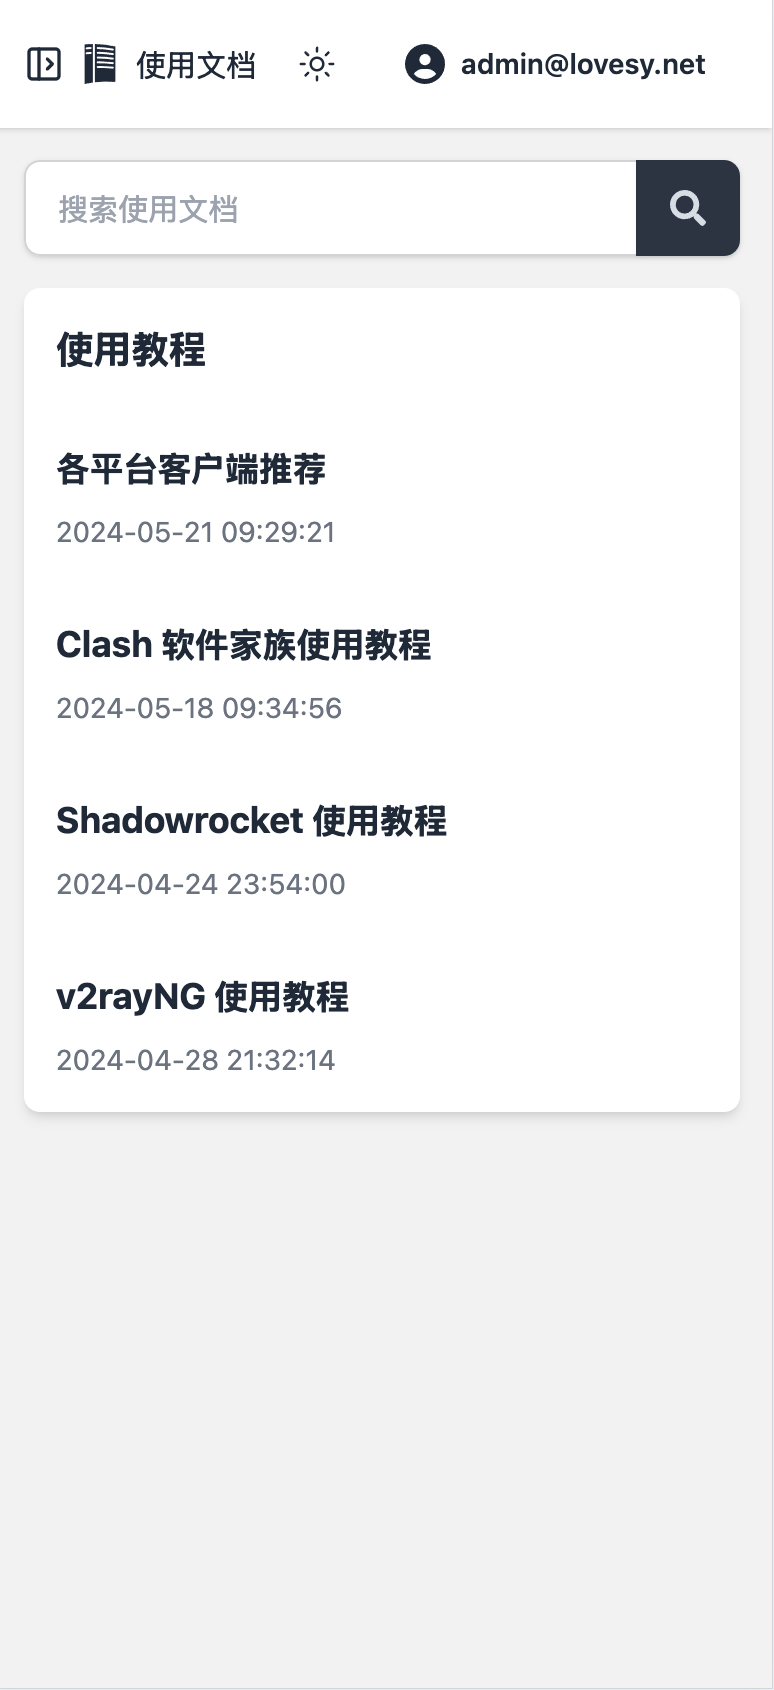 使用文档
admin@lovesy.net
搜索使用文档
使用教程
各平台客户端推荐
2024-05-21 09:29:21
Clash 软件家族使用教程
2024-05-18 09:34:56
Shadowrocket 使用教程
2024-04-24 23:54:00
v2rayNG 使用教程
2024-04-28 21:32:14